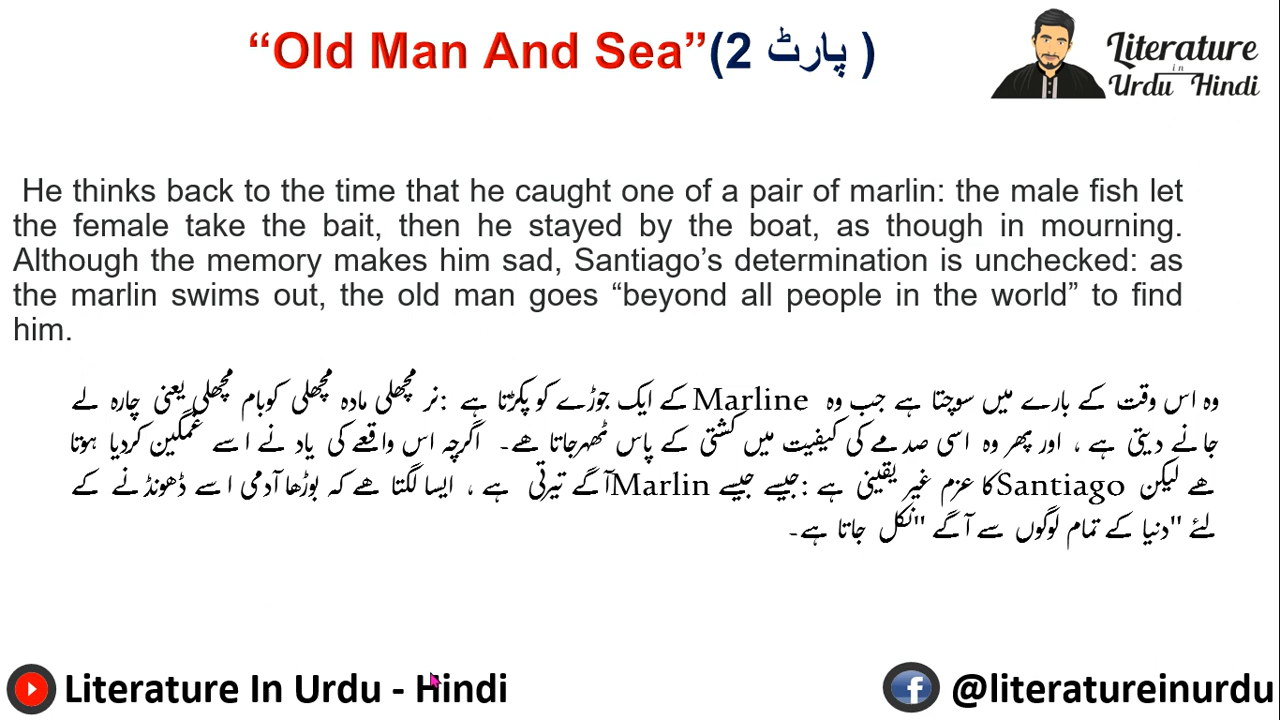 “Old Man And Sea”(پارٹ 2 )
Literature
in
Urdu Hindi
He thinks back to the time that he caught one of a pair of marlin: the male fish let
the female take the bait, then he stayed by the boat, as though in mourning.
Although the memory makes him sad, Santiago’s determination is unchecked: as
the marlin swims out, the old man goes “beyond all people in the world” to find
him.
وہ اس وقت کے بارے میں سوچتا ہے جب وہ Marline کے ایک جوڑے کو پکڑتا ہے :نر مچھلی مادہ مچھلی کوبام مچھلی یعنی چارہ لے
جانے دیتی ہے ، اور پھر وہ اسی صدمے کی کیفیت میں کشتی کے پاس ٹھہرجاتا ھے۔ اگرچہ اس واقعے کی یاد نے اسے غمگین کردیا ہوتا
ھے لیکن Santiagoکا عزم غیر یقینی ہے :جیسے جیسے Marlinآگے تیرتی ہے ، ایسا لگتا ھے کہ بوڑھا آدمی اسے ڈھونڈنے کے
لئے "دنیا کے تمام لوگوں سے آگے "نکل جاتا ہے۔
Literature In Urdu - Hindi
@literatureinurdu